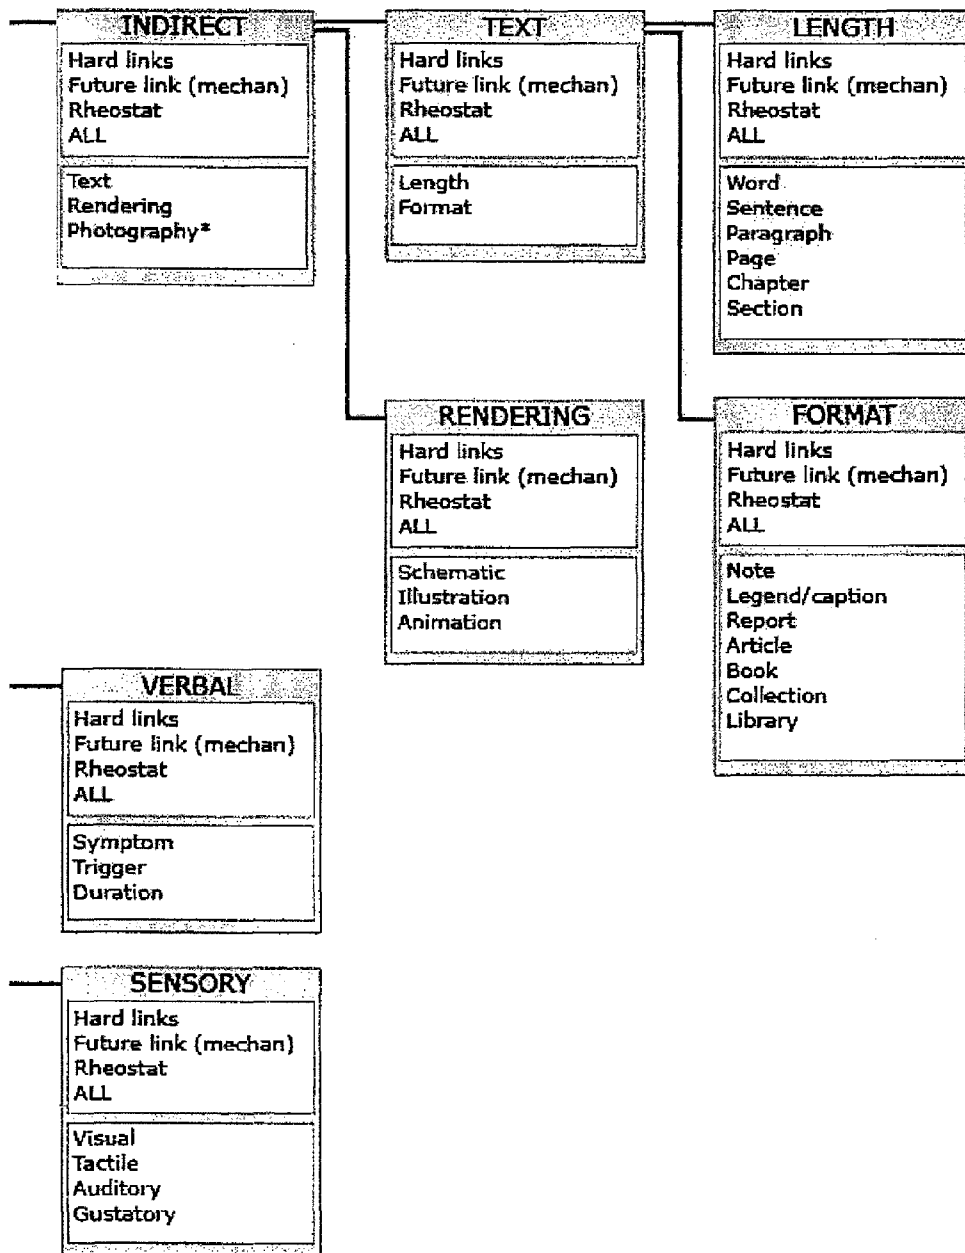 INDIRECT
Hard links
Future link (mechan)
Rheostat
ALL
Text
Rendering
Photography*
TEXT
Hard links
Future link (mechan)
Rheostat
ALL
Length
Format
LENGTH
Hard links
Future link (mechan)
Rheostat
ALL
Word
Sentence
Paragraph
Page
Chapter
Section
RENDERING
Hard links
Future link (mechan)
Rheostat
ALL
Schematic
Illustration
Animation
FORMAT
Hard links
Future link (mechan)
Rheostat
ALL
Note
Legend/caption
Report
Article
Book
Collection
Library
VERBAL
Hard links
Future link (mechan)
Rheostat
ALL
Symptom
Trigger
Duration
SENSORY
Hard links
Future link (mechan)
Rheostat
ALL
Visual
Tactile
Auditory
Gustatory